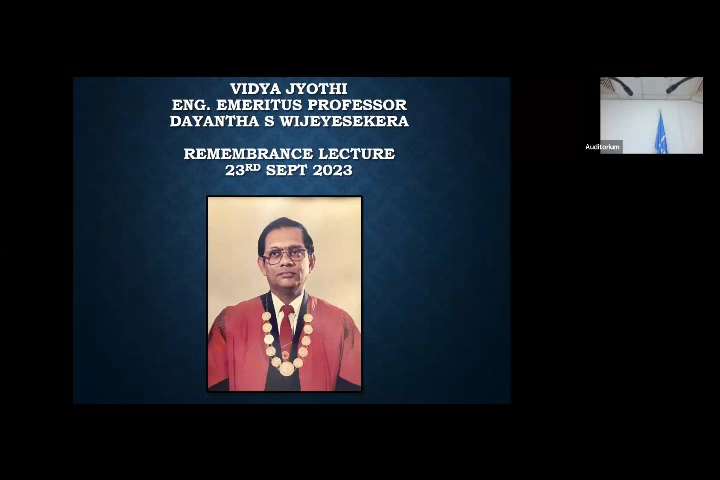 VIDYA JYOTHI
ENG. EMERITUS PROFESSOR
DAYANTHA S WIJEYESEKERA
REMEMBRANCE LECTURE
23RD SEPT 2023
Auditorium